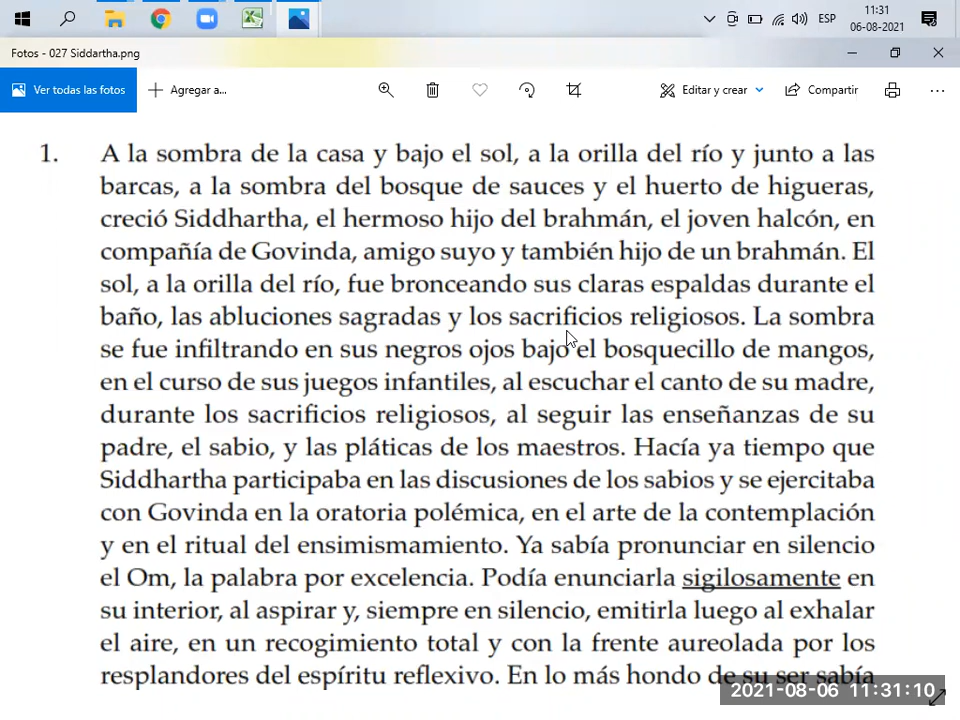 11:31
ESP
06-08-2021
Fotos - 027 Siddartha.png
Ver todas las fotos
Agregar a...
Editar y crear
Compartir
1. A la sombra de la casa y bajo el sol, a la orilla del río y junto a las
barcas, a la sombra del bosque de sauces y el huerto de higueras,
creció Siddhartha, el hermoso hijo del brahmán, el joven halcón, en
compañía de Govinda, amigo suyo y también hijo de un brahmán. El
sol, a la orilla del río, fue bronceando sus claras espaldas durante el
baño, las abluciones sagradas y los sacrificios religiosos. La sombra
se fue infiltrando en sus negros ojos bajo el bosquecillo de mangos,
en el curso de sus juegos infantiles, al escuchar el canto de su madre,
durante los sacrificios religiosos, al seguir las enseñanzas de su
padre, el sabio, y las pláticas de los maestros. Hacía ya tiempo que
Siddhartha participaba en las discusiones de los sabios y se ejercitaba
con Govinda en la oratoria polémica, en el arte de la contemplación
y en el ritual del ensimismamiento. Ya sabía pronunciar en silencio
el Om, la palabra por excelencia. Podía enunciarla sigilosamente en
su interior, al aspirar y, siempre en silencio, emitirla luego al exhalar
el aire, en un recogimiento total y con la frente aureolada por los
resplandores del espíritu reflexivo. En lo más hondo de su ser sabía
2021-08-06 11:31:10